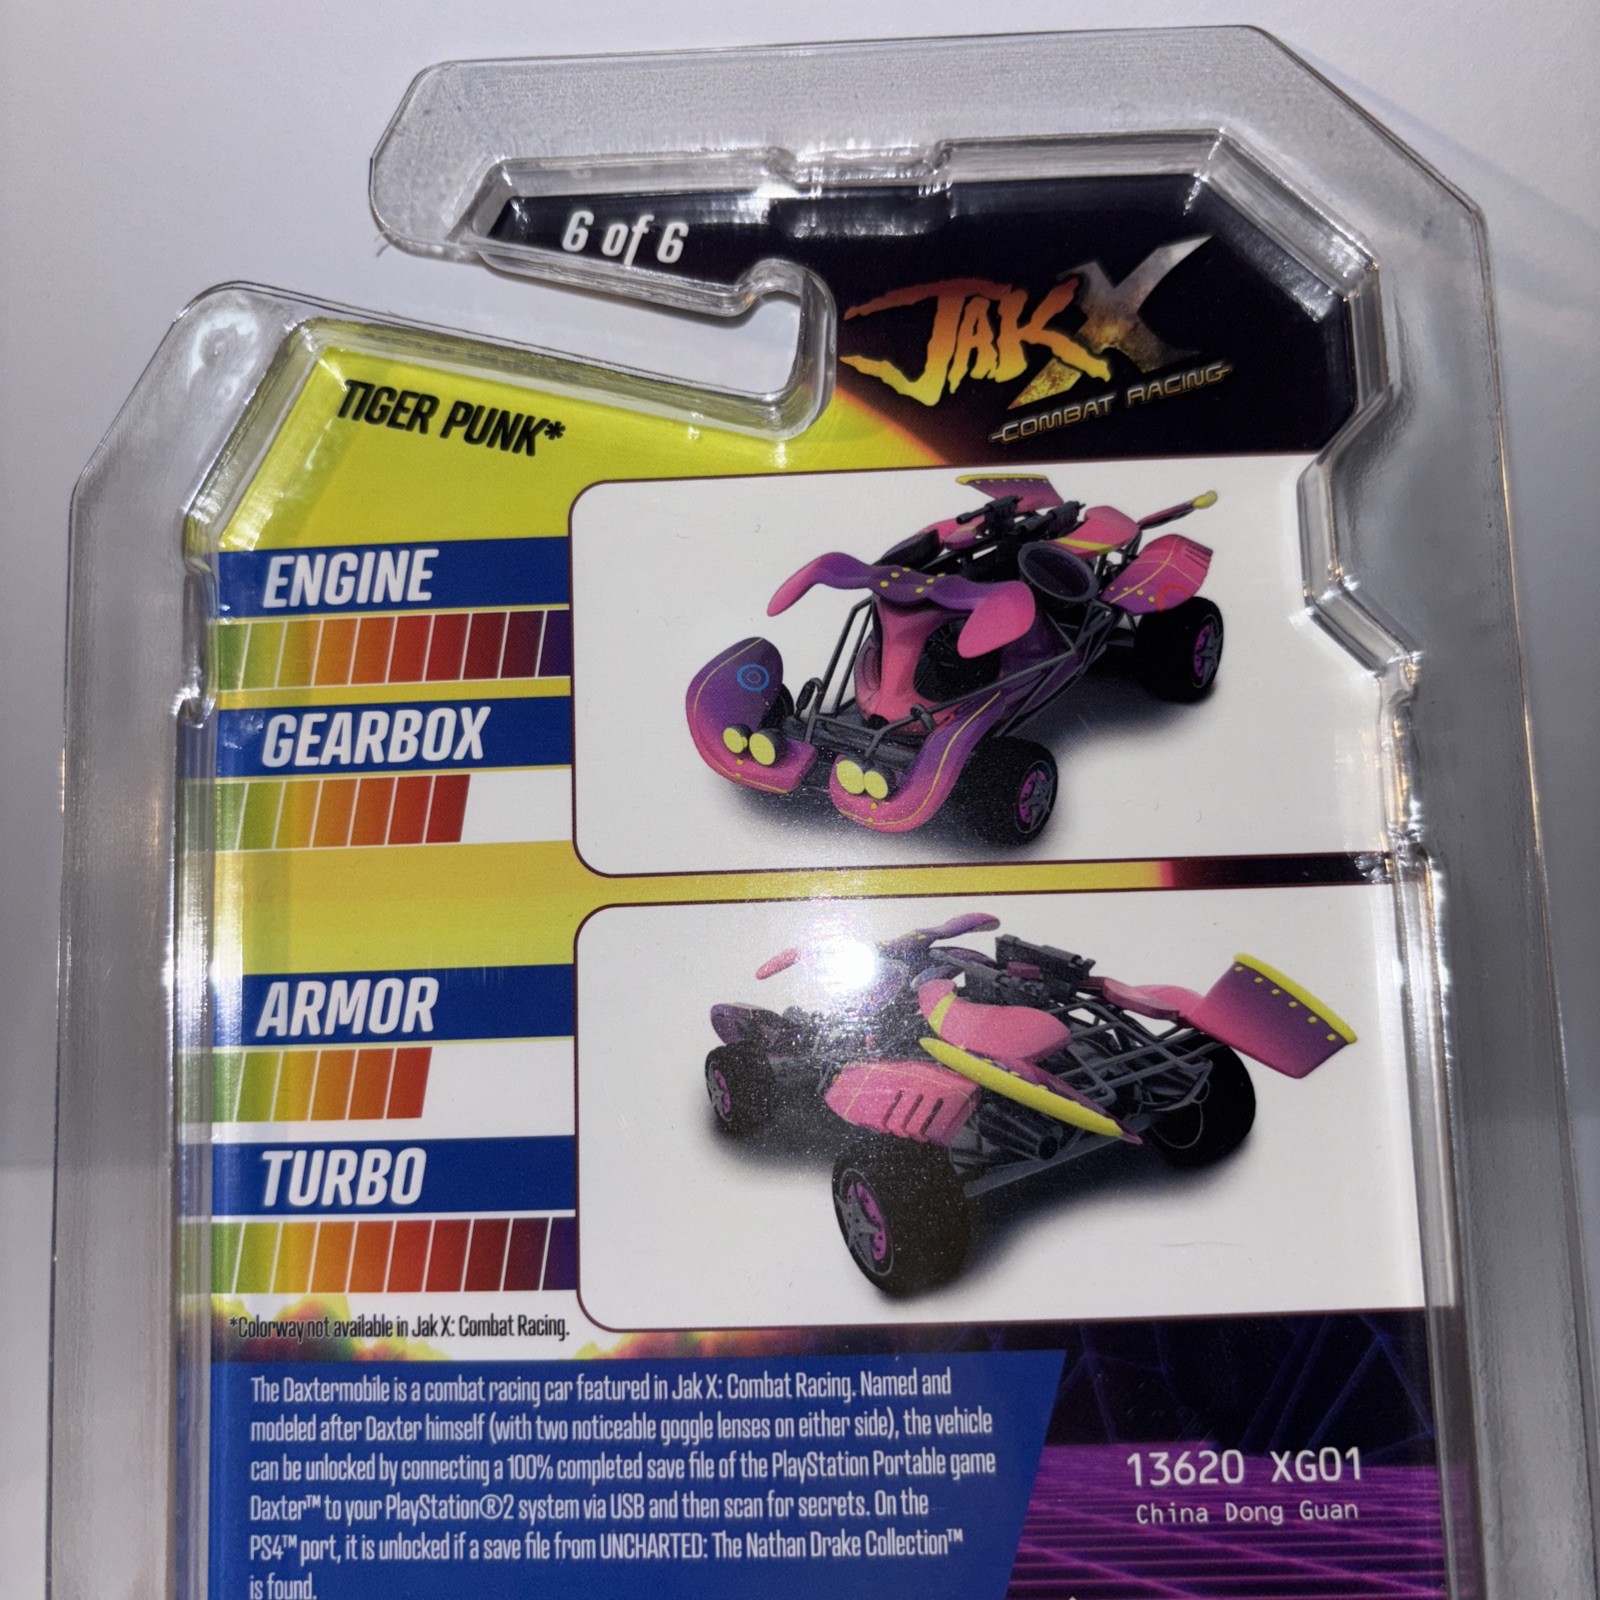 6 of 6
JAK X
COMBAT RACING
TIGER PUNK*
ENGINE
GEARBOX
ARMOR
TURBO
*Colorway not available in Jak X: Combat Racing.
The Daxtermobile is a combat racing car featured in Jak X: Combat Racing. Named and
modeled after Daxter himself (with two noticeable goggle lenses on either side), the vehicle
can be unlocked by connecting a 100% completed save file of the PlayStation Portable game
Daxter™ to your PlayStation®2 system via USB and then scan for secrets. On the
PS4™ port, it is unlocked if a save file from UNCHARTED: The Nathan Drake Collection™
is found.
13620 XG01
China Dong Guan